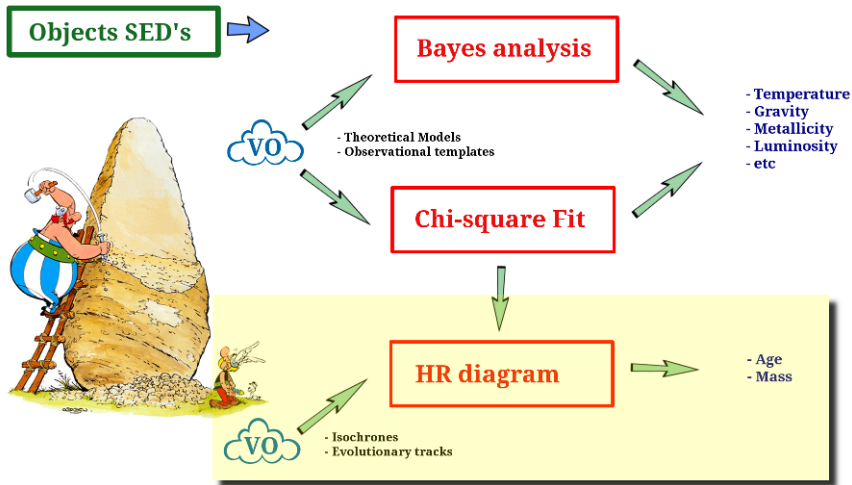 Objects SED's
Bayes analysis
- Temperature
- Gravity
- Metallicity
- Luminosity
- etc
VO
- Theoretical Models
- Observational templates
Chi-square Fit
HR diagram
- Age
- Mass
VO
- Isochrones
- Evolutionary tracks